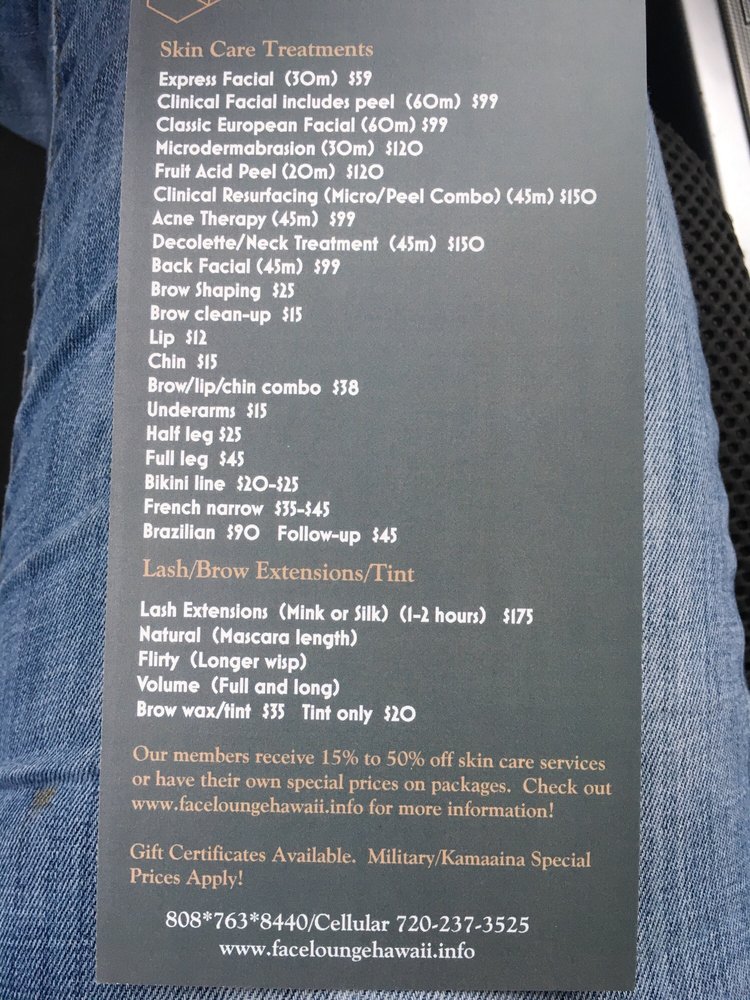 Skin Care Treatments
Express Facial (30m) $59
Clinical Facial includes peel (60m) $99
Classic European Facial (60m) $99
Microdermabrasion (30m) $120
Fruit Acid Peel (20m) $120
Clinical Resurfacing (Micro/Peel Combo) (45m) $150
Acne Therapy (45m) $99
Decolette/Neck Treatment (45m) $150
Back Facial (45m) $99
Brow Shaping $25
Brow clean-up $15
Lip $12
Chin $15
Brow/lip/chin combo $38
Underarms $15
Half leg $25
Full leg $45
Bikini line $20-$25
French narrow $35-$45
Brazilian $90 Follow-up $45
Lash/Brow Extensions/Tint
Lash Extensions (Mink or Silk) (1-2 hours) $175
Natural (Mascara length)
Flirty (Longer wisp)
Volume (Full and long)
Brow wax/tint $35 Tint only $20
Our members receive 15% to 50% off skin care services
or have their own special prices on packages. Check out
www.faceloungehawaii.info for more information!
Gift Certificates Available. Military/Kamaaina Special
Prices Apply!
808*763*8440/Cellular 720-237-3525
www.faceloungehawaii.info